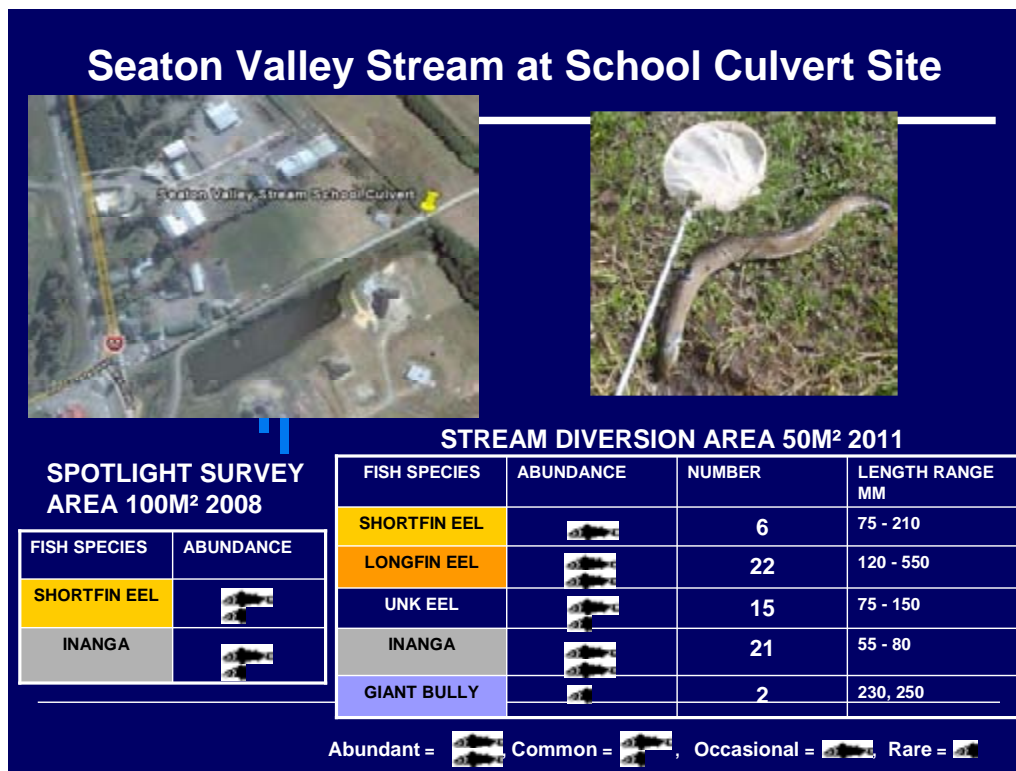 Seaton Valley Stream at School Culvert Site
Seaton Valley Stream School Culvert
SPOTLIGHT SURVEY
AREA 100M² 2008
FISH SPECIES ABUNDANCE
SHORTFIN EEL
INANGA
STREAM DIVERSION AREA 50M² 2011
FISH SPECIES ABUNDANCE NUMBER LENGTH RANGE
MM
SHORTFIN EEL 6 75 - 210
LONGFIN EEL 22 120 - 550
UNK EEL 15 75 - 150
INANGA 21 55 - 80
GIANT BULLY 2 230, 250
Abundant = , Common = , Occasional = , Rare =